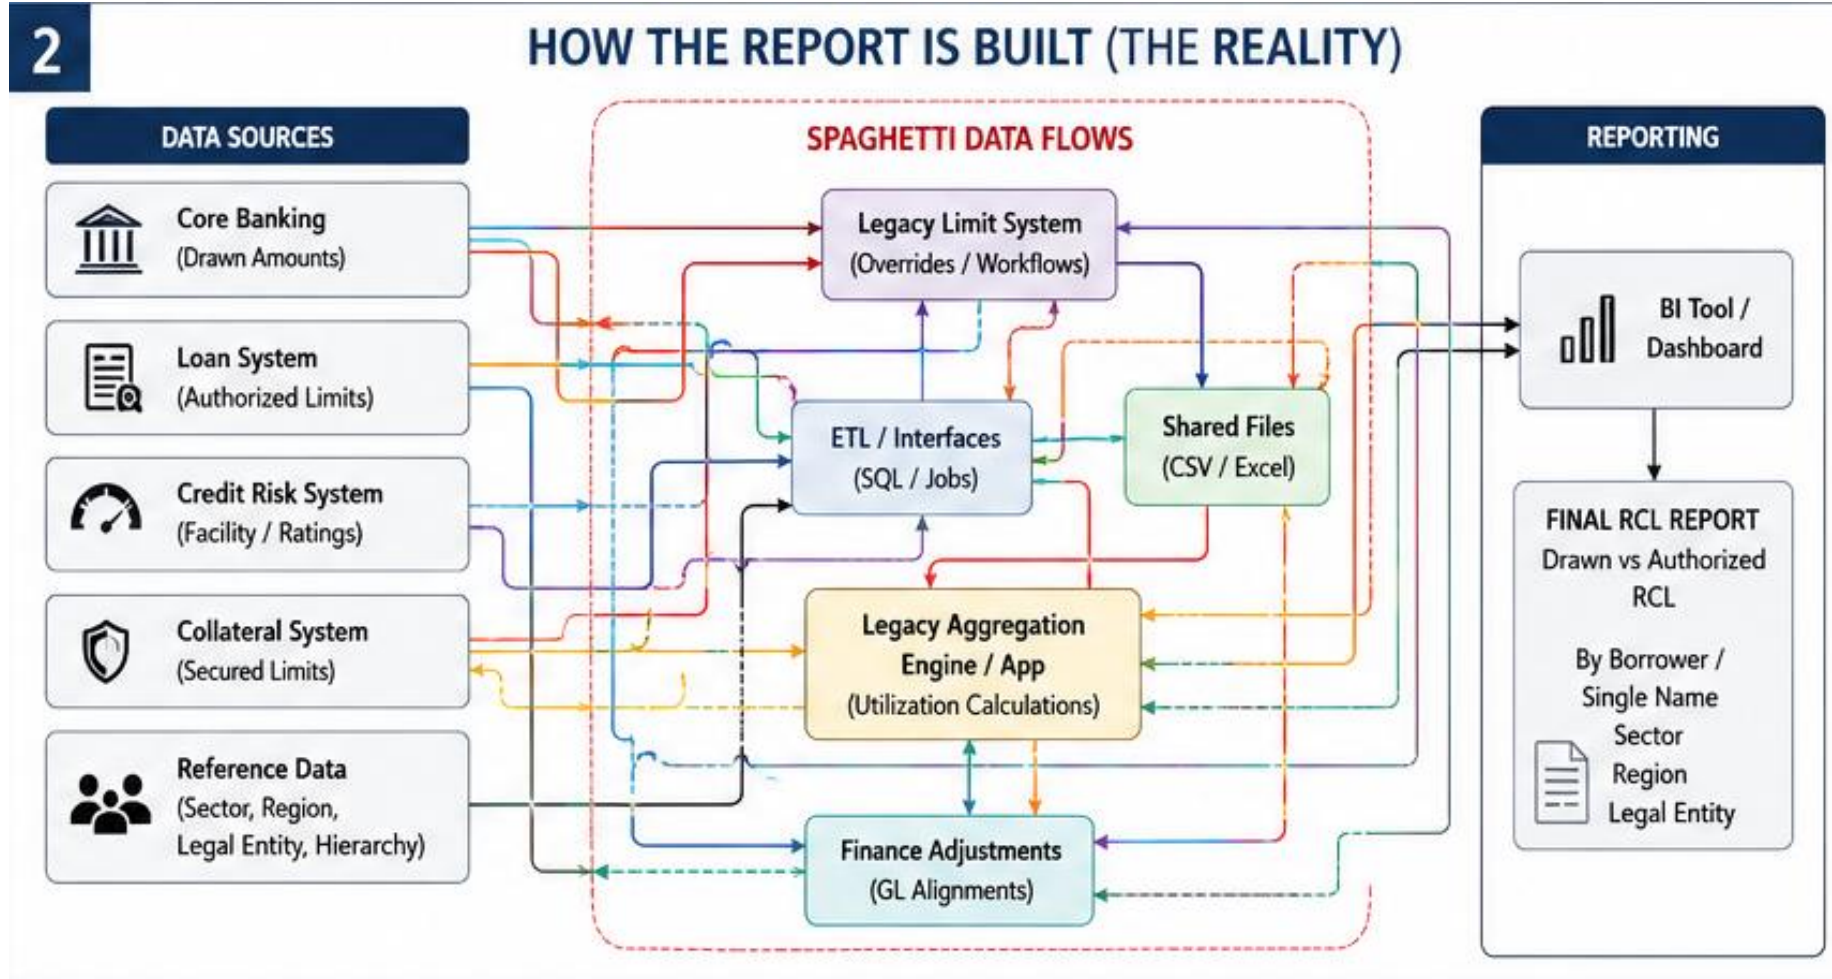 2
HOW THE REPORT IS BUILT (THE REALITY)
DATA SOURCES
Core Banking
(Drawn Amounts)
Loan System
(Authorized Limits)
Credit Risk System
(Facility / Ratings)
Collateral System
(Secured Limits)
Reference Data
(Sector, Region,
Legal Entity, Hierarchy)
SPAGHETTI DATA FLOWS
Legacy Limit System
(Overrides / Workflows)
ETL / Interfaces
(SQL / Jobs)
Shared Files
(CSV / Excel)
Legacy Aggregation
Engine / App
(Utilization Calculations)
Finance Adjustments
(GL Alignments)
REPORTING
BI Tool /
Dashboard
FINAL RCL REPORT
Drawn vs Authorized
RCL
By Borrower /
Single Name
Sector
Region
Legal Entity